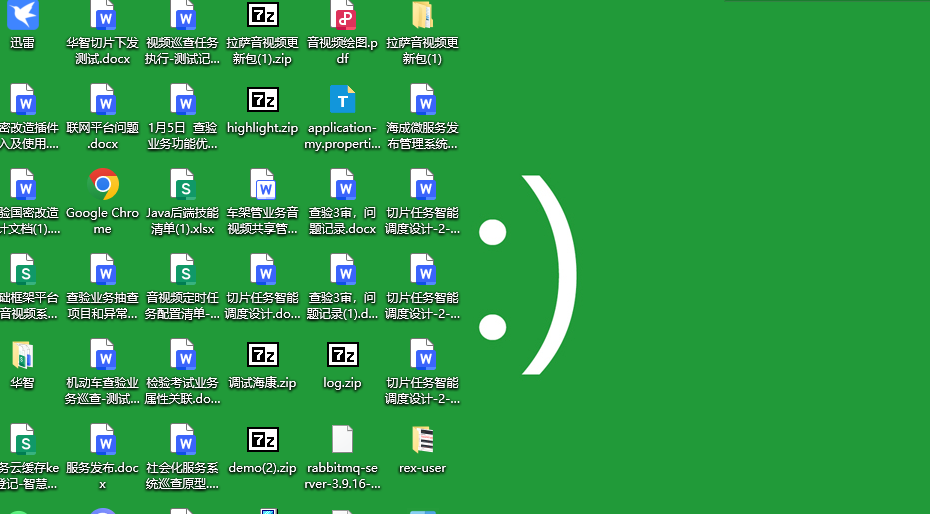 迅雷
华智切片下发
测试.docx
视频巡查任务
执行-测试记...
拉萨音视频更
新包(1).zip
音视频绘图.p
df
拉萨音视频更
新包(1)
密改造插件
入及使用....
联网平台问题
.docx
1月5日 查验
业务功能优...
highlight.zip
application-
my.properti...
海成微服务发
布管理系统...
验国密改造
计文档(1)....
Google Chro
me
Java后端技能
清单(1).xlsx
车架管业务音
视频共享管...
查验3审，问
题记录.docx
切片任务智能
调度设计-2-...
础框架平台
音视频系...
查验业务抽查
项目和异常...
音视频定时任
务配置清单-...
切片任务智能
调度设计.do...
查验3审，问
题记录(1).d...
切片任务智能
调度设计-2-...
华智
机动车查验业
务巡查-测试...
检验考试业务
属性关联.do...
调试海康.zip
log.zip
切片任务智能
调度设计-2-...
务云缓存ke
登记-智慧...
服务发布.doc
x
社会化服务系
统巡查原型....
demo(2).zip
rabbitmq-se
rver-3.9.16-...
rex-user